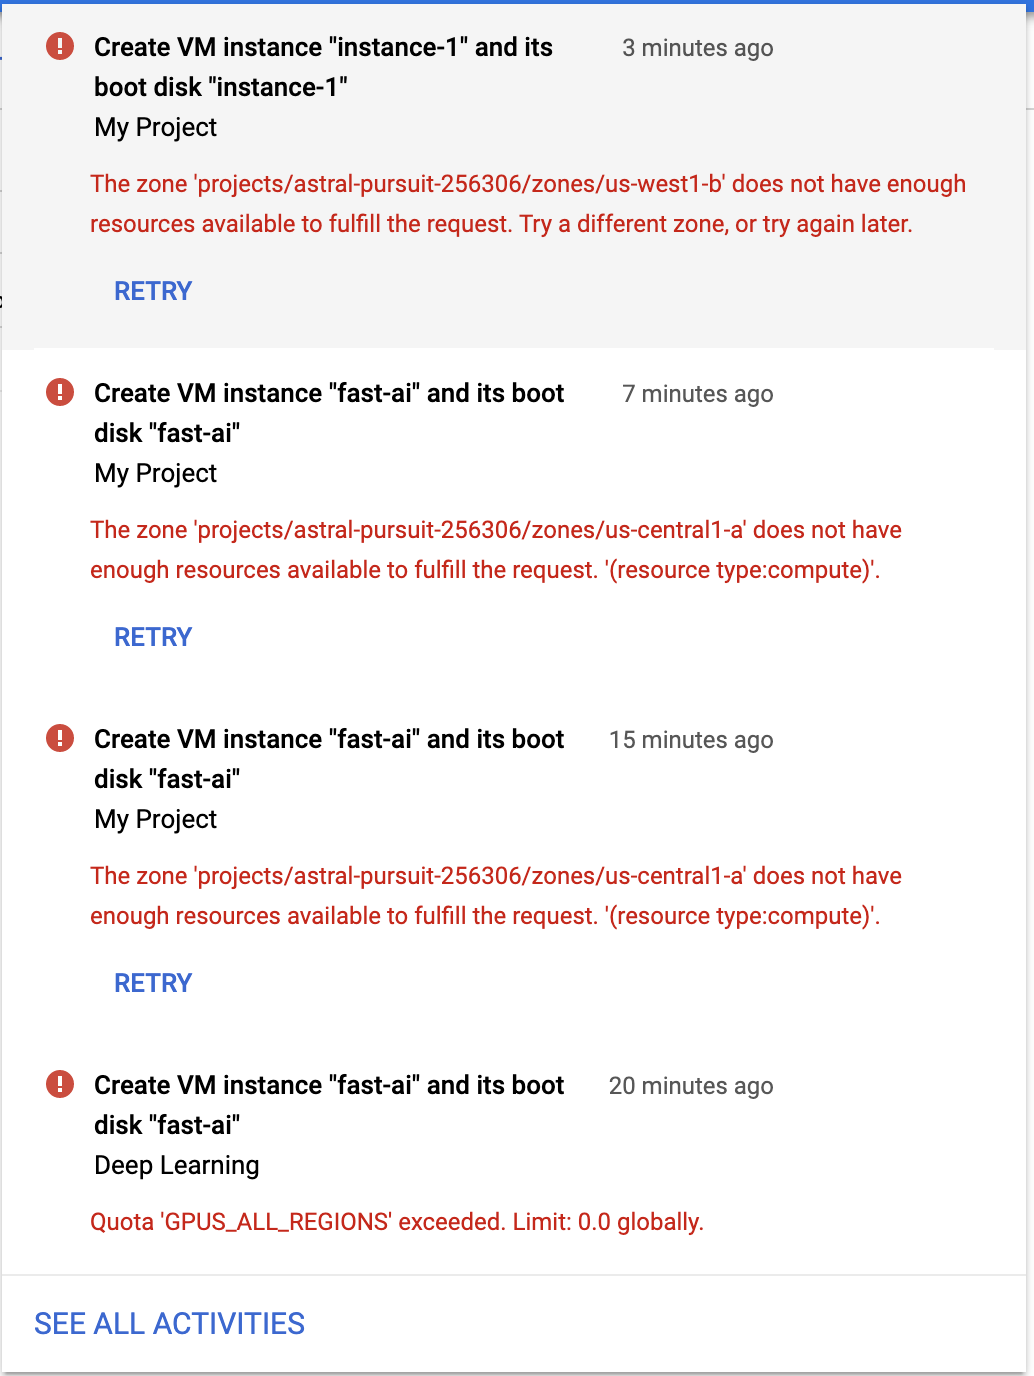 Create VM instance "instance-1" and its
3 minutes ago
boot disk "instance-1"
My Project
The zone 'projects/astral-pursuit-256306/zones/us-west1-b' does not have enough
resources available to fulfill the request. Try a different zone, or try again later.
RETRY
Create VM instance "fast-ai" and its boot
7 minutes ago
disk "fast-ai"
My Project
The zone 'projects/astral-pursuit-256306/zones/us-central1-a' does not have
enough resources available to fulfill the request. '(resource type:compute)'.
RETRY
Create VM instance "fast-ai" and its boot
15 minutes ago
disk "fast-ai"
My Project
The zone 'projects/astral-pursuit-256306/zones/us-central1-a' does not have
enough resources available to fulfill the request. '(resource type:compute)'.
RETRY
Create VM instance "fast-ai" and its boot
20 minutes ago
disk "fast-ai"
Deep Learning
Quota 'GPUS_ALL_REGIONS' exceeded. Limit: 0.0 globally.
SEE ALL ACTIVITIES